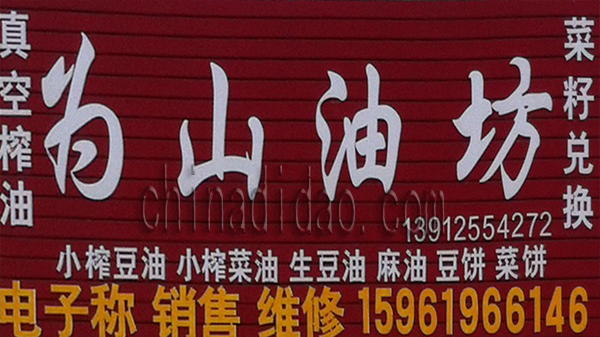 真空榨油
为山油坊
菜籽兑换
chinadidao.com
13912554272
小榨豆油 小榨菜油 生豆油 麻油 豆饼 菜饼
电子称 销售 维修 15961966146